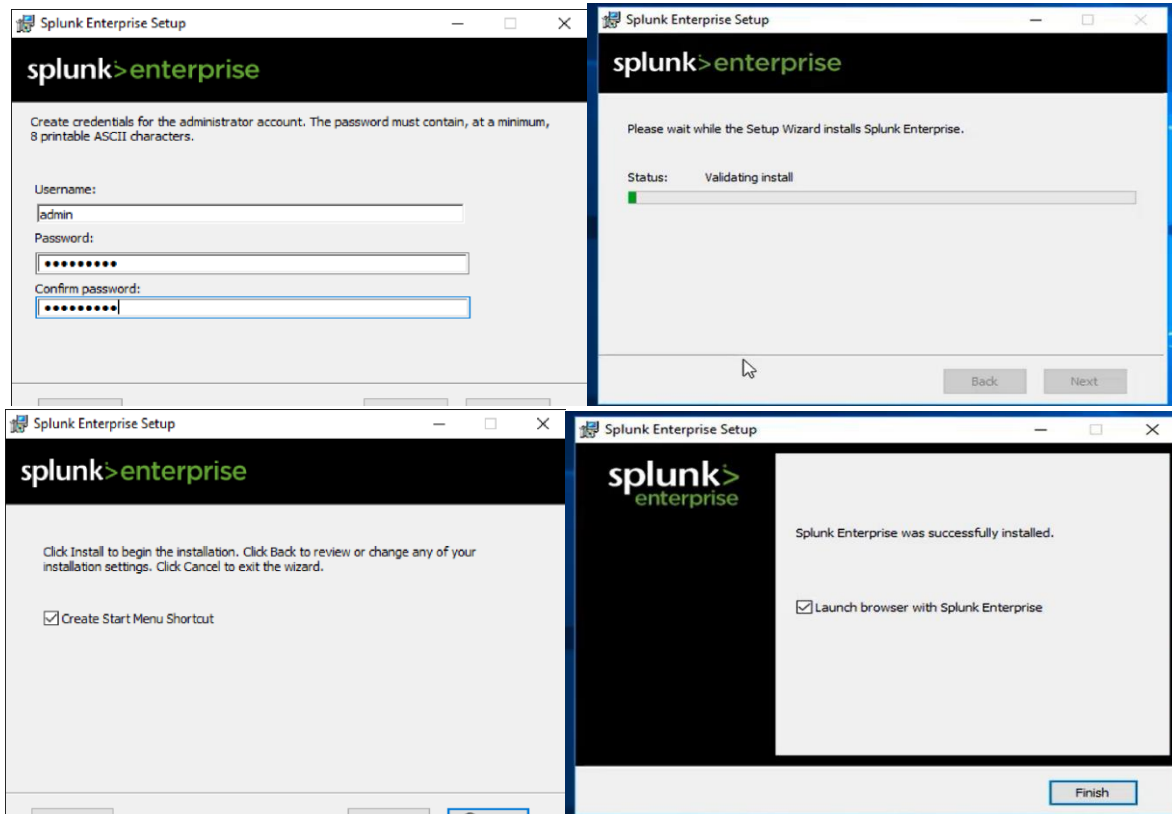 Splunk Enterprise Setup
splunk>enterprise
Create credentials for the administrator account. The password must contain, at a minimum,
8 printable ASCII characters.
Username:
admin
Password:
•••••••••
Confirm password:
•••••••••
Splunk Enterprise Setup
splunk>enterprise
Please wait while the Setup Wizard installs Splunk Enterprise.
Status: Validating install
Back Next
Splunk Enterprise Setup
splunk>enterprise
Click Install to begin the installation. Click Back to review or change any of your
installation settings. Click Cancel to exit the wizard.
Create Start Menu Shortcut
Splunk Enterprise Setup
splunk>
enterprise
Splunk Enterprise was successfully installed.
Launch browser with Splunk Enterprise
Finish